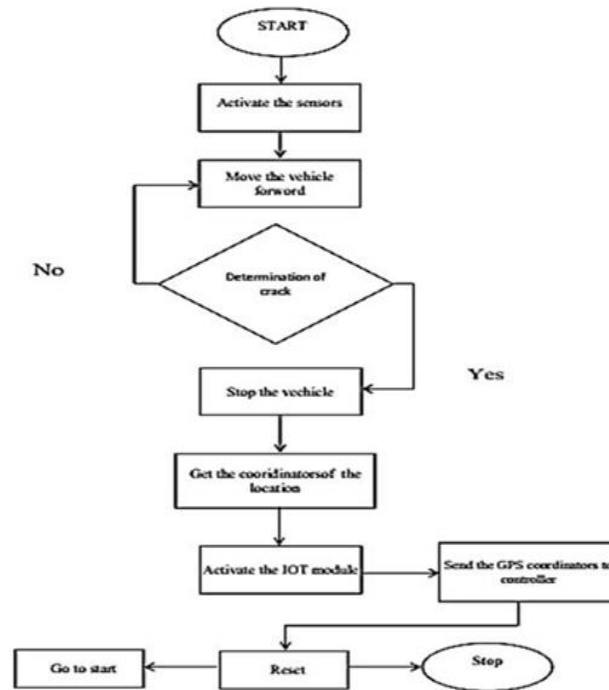 START
Activate the sensors
Move the vehicle
forword
No
Determination of
crack
Yes
Stop the vechicle
Get the cooridinatorsof the
location
Activate the IOT module
Send the GPS coordinators to
controller
Go to start
Reset
Stop